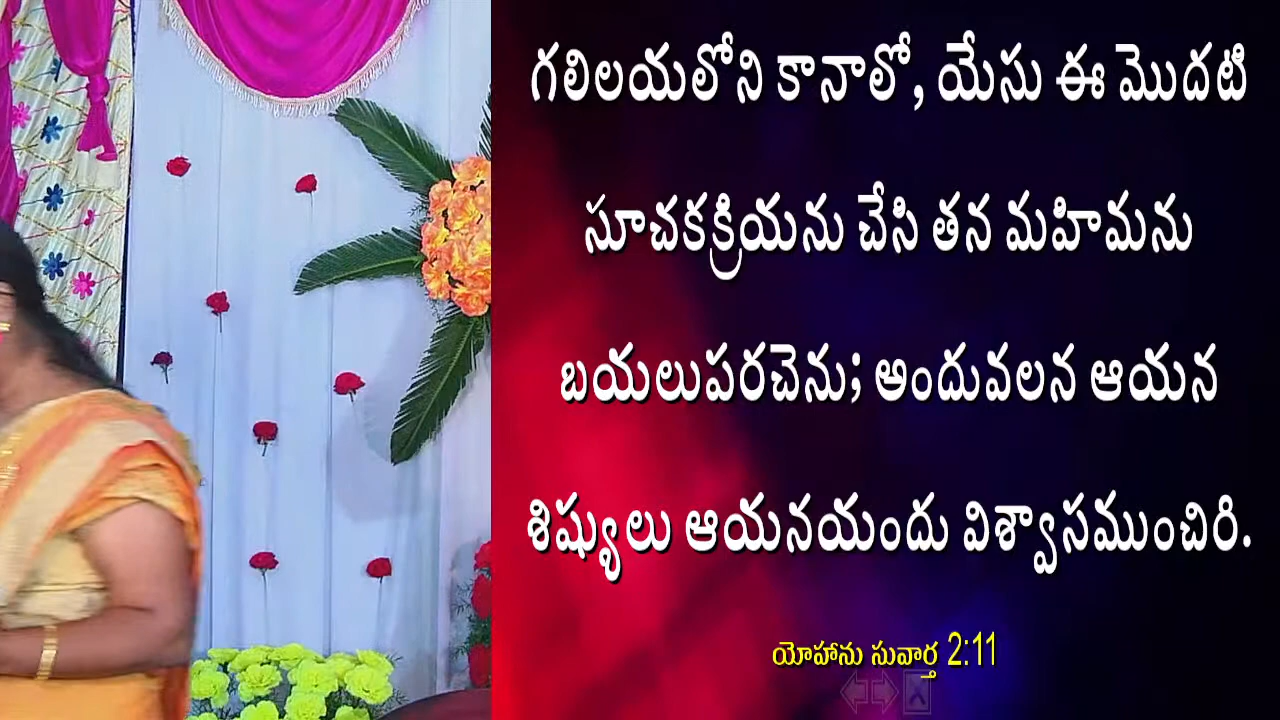 గలిలయలోని కానాలో, యేసు ఈ మొదటి
సూచకక్రియను చేసి తన మహిమను
బయలుపరచెను; అందువలన ఆయన
శిష్యులు ఆయనయందు విశ్వాసముంచిరి.
యోహాను సువార్త 2:11